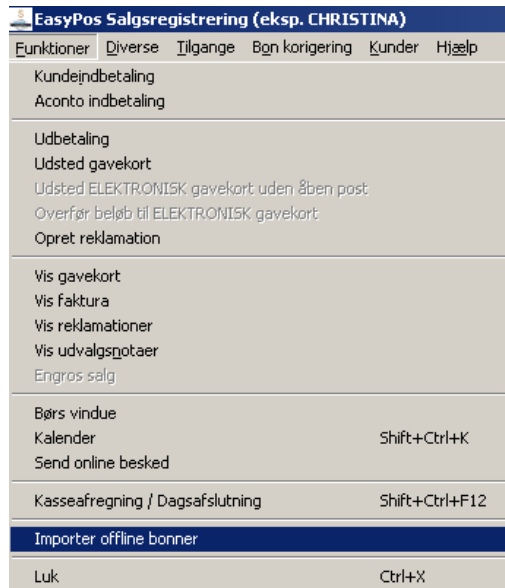 EasyPos Salgsregistrering (eksp. CHRISTINA)
Funktioner Diverse Tilgange Bon korigering Kunder Hjælp
Kundeindbetaling
Aconto indbetaling
Udbetaling
Udsted gavekort
Udsted ELEKTRONISK gavekort uden åben post
Overfør beløb til ELEKTRONISK gavekort
Opret reklamation
Vis gavekort
Vis faktura
Vis reklamationer
Vis udvalgsnotaer
Engros salg
Børs vindue
Kalender Shift+Ctrl+K
Send online besked
Kasseafregning / Dagsafslutning Shift+Ctrl+F12
Importer offline bonner
Luk Ctrl+X